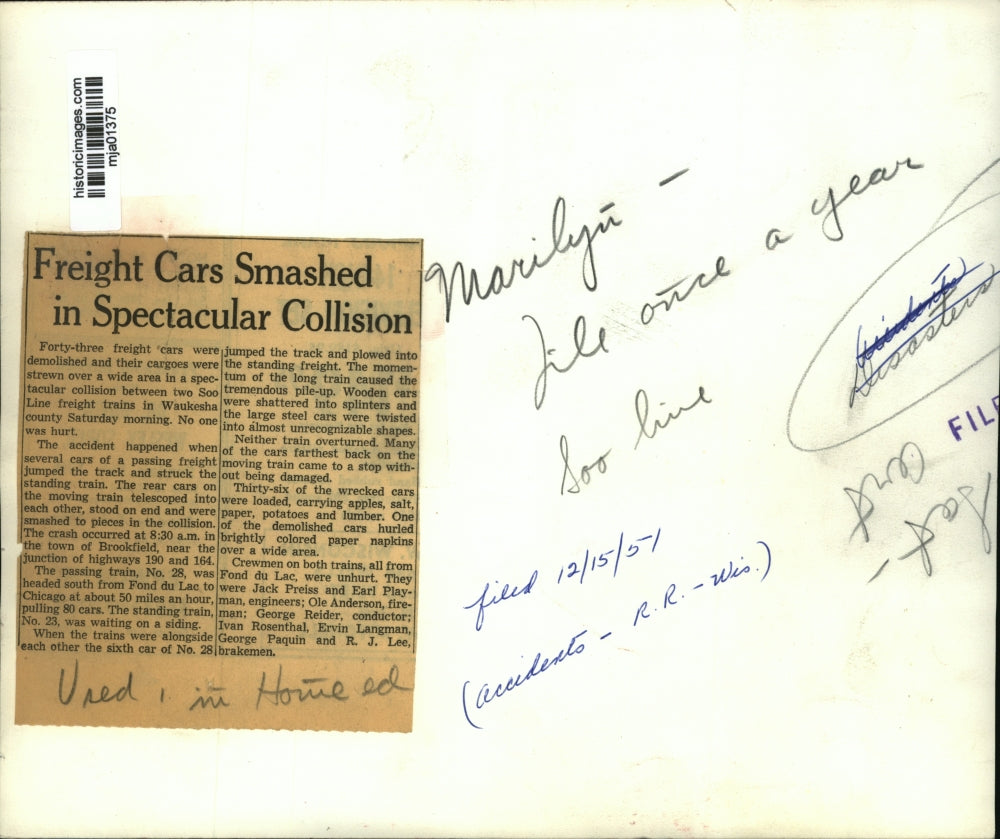 historicimages.com
mja01375
Freight Cars Smashed
in Spectacular Collision
Forty-three freight cars were
demolished and their cargoes were
strewn over a wide area in a spec-
tacular collision between two Soo
Line freight trains in Waukesha
county Saturday morning. No one
was hurt.
The accident happened when
several cars of a passing freight
jumped the track and struck the
standing train. The rear cars on
the moving train telescoped into
each other, stood on end and were
smashed to pieces in the collision.
The crash occurred at 8:30 a.m. in
the town of Brookfield, near the
junction of highways 190 and 164.
The passing train, No. 28, was
headed south from Fond du Lac to
Chicago at about 50 miles an hour,
pulling 80 cars. The standing train,
No. 23, was waiting on a siding.
When the trains were alongside
each other the sixth car of No. 28
jumped the track and plowed into
the standing freight. The momen-
tum of the long train caused the
tremendous pile-up. Wooden cars
were shattered into splinters and
the large steel cars were twisted
into almost unrecognizable shapes.
Neither train overturned. Many
of the cars farthest back on the
moving train came to a stop with-
out being damaged.
Thirty-six of the wrecked cars
were loaded, carrying apples, salt,
paper, potatoes and lumber. One
of the demolished cars hurled
brightly colored paper napkins
over a wide area.
Crewmen on both trains, all from
Fond du Lac, were unhurt. They
were Jack Preiss and Earl Play-
man, engineers; Ole Anderson, fire-
man; George Reider, conductor;
Ivan Rosenthal, Ervin Langman,
George Paquin and R. J. Lee,
brakemen.
Used in Home ed
Marilyn -
File once a year
Soo line
Accidents
Disasters
FILE
filed 12/15/51
(accidents - R.R. - Wis.)